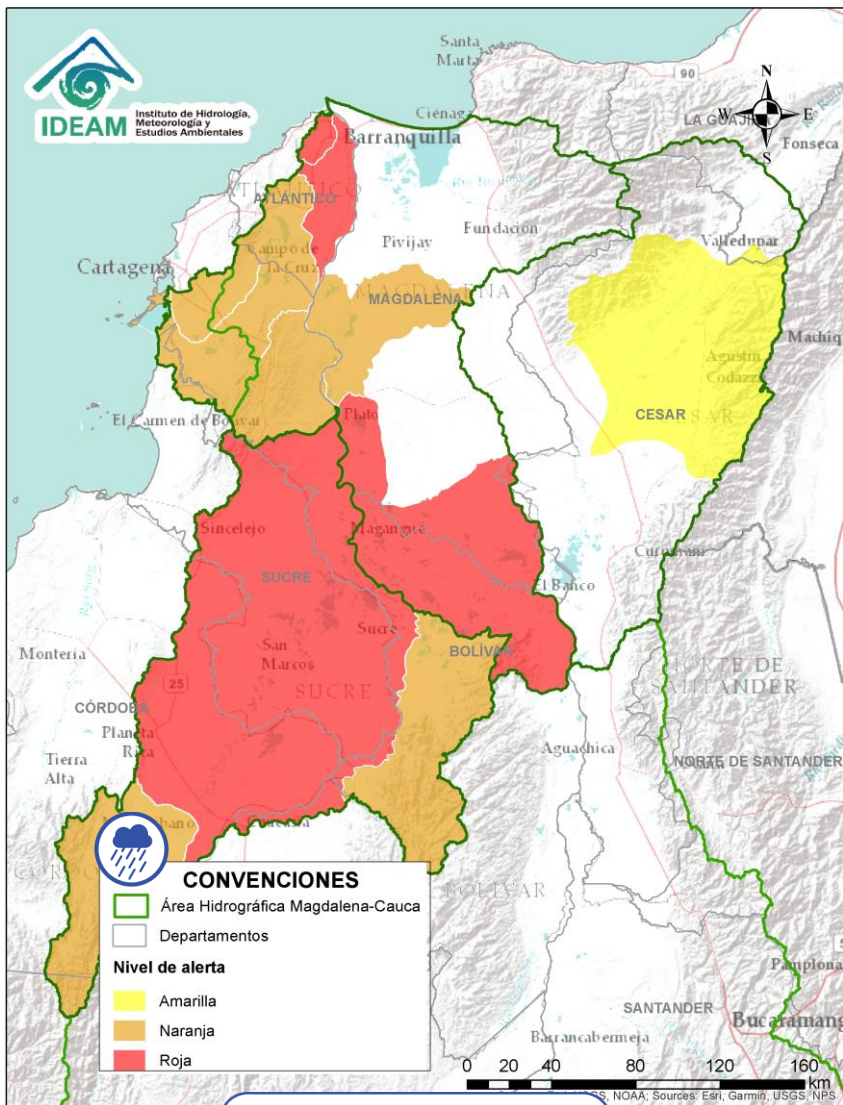 IDEAM
Instituto de Hidrología,
Meteorología y
Estudios Ambientales
Santa
Marta
90
N
W
E
S
LA GUAJIRA
Fonseca
Ciénaga
Barranquilla
ATLÁNTICO
Fundación
Pivijay
Valledupar
Cartagena
Campo de
la Cruz
MAGDALENA
MAGDALENA
Agustín
Codazzi
CESAR
El Carmen de Bolívar
Plato
Sincelejo
Magangué
Curumaní
SUCRE
El Banco
Sucre
BOLÍVAR
San
Marcos
SUCRE
Montería
25
NORTE DE
SANTANDER
CÓRDOBA
Planeta
Rica
Aguachica
Tierra
Alta
NORTE DE SANTANDER
BOLÍVAR
CONVENCIONES
Área Hidrográfica Magdalena-Cauca
Departamentos
Nivel de alerta
Amarilla
Naranja
Roja
Pamplona
SANTANDER
Bucaramang
Barrancabermeja
0 20 40 80 120 160
km
USGS, NOAA; Sources: Esri, Garmin, USGS, NPS